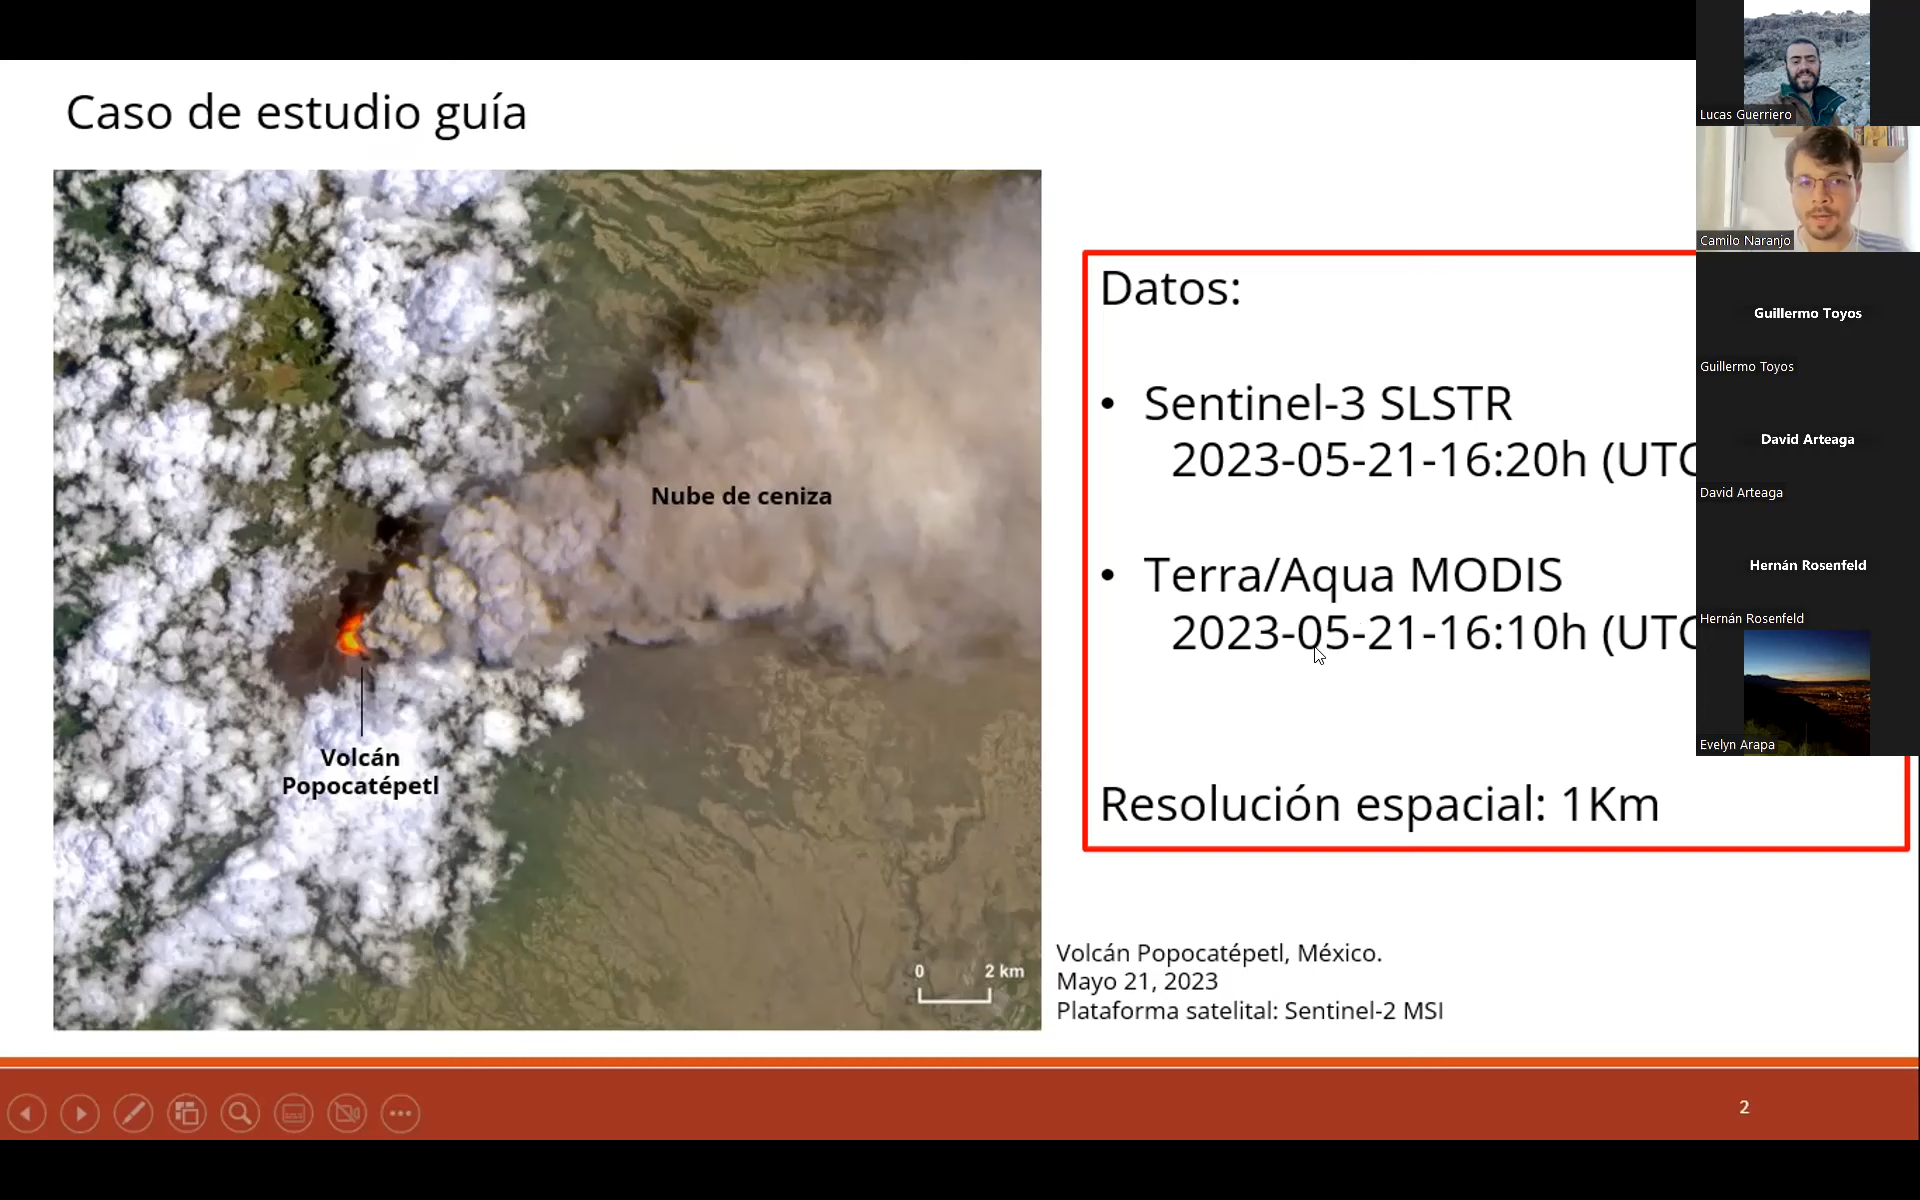 Caso de estudio guía
Nube de ceniza
Volcán
Popocatépetl
0 2 km
Datos:
• Sentinel-3 SLSTR
2023-05-21-16:20h (UTC
• Terra/Aqua MODIS
2023-05-21-16:10h (UTC
Resolución espacial: 1Km
Volcán Popocatépetl, México.
Mayo 21, 2023
Plataforma satelital: Sentinel-2 MSI
2
Lucas Guerriero
Camilo Naranjo
Guillermo Toyos
Guillermo Toyos
David Arteaga
David Arteaga
Hernán Rosenfeld
Hernán Rosenfeld
Evelyn Arapa